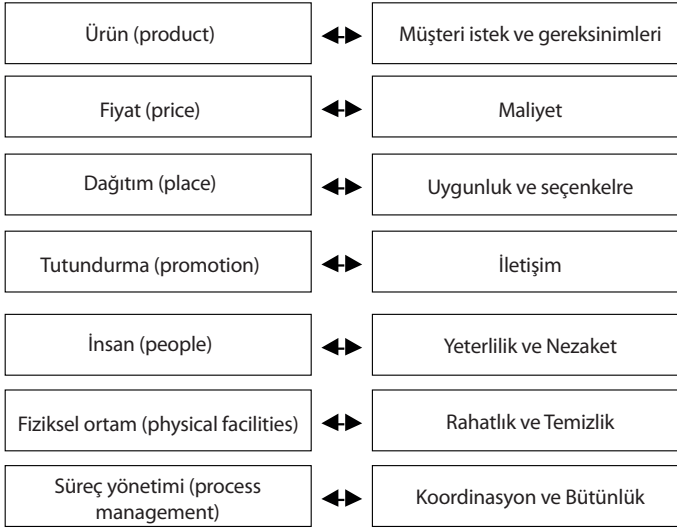 Ürün (product)
Müşteri istek ve gereksinimleri
Fiyat (price)
Maliyet
Dağıtım (place)
Uygunluk ve seçenkelre
Tutundurma (promotion)
İletişim
İnsan (people)
Yeterlilik ve Nezaket
Fiziksel ortam (physical facilities)
Rahatlık ve Temizlik
Süreç yönetimi (process
management)
Koordinasyon ve Bütünlük